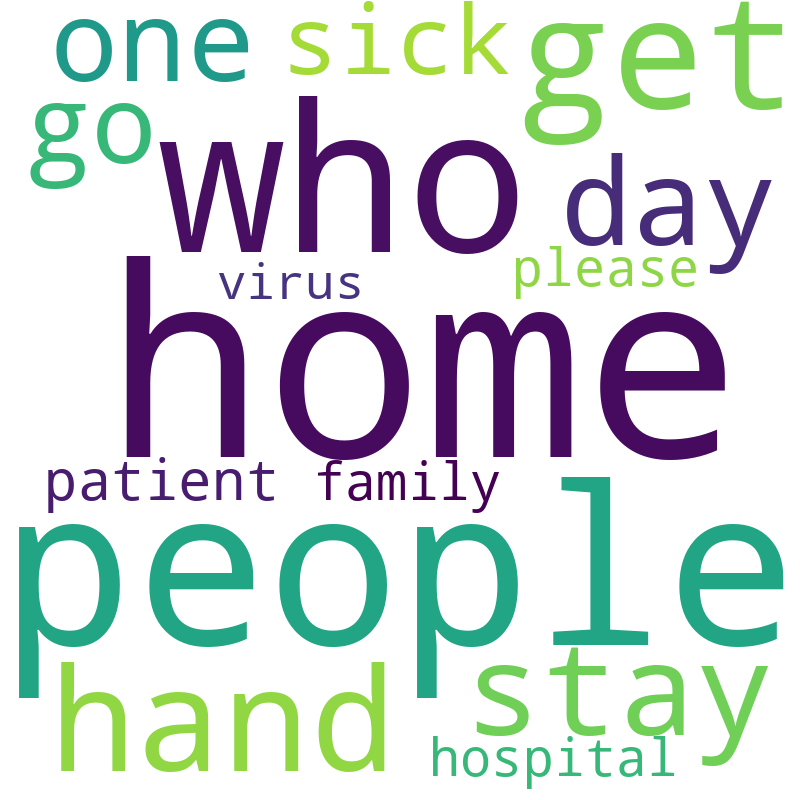 one sick get
go who day
virus please
home
patient family
people
hand stay
hospital